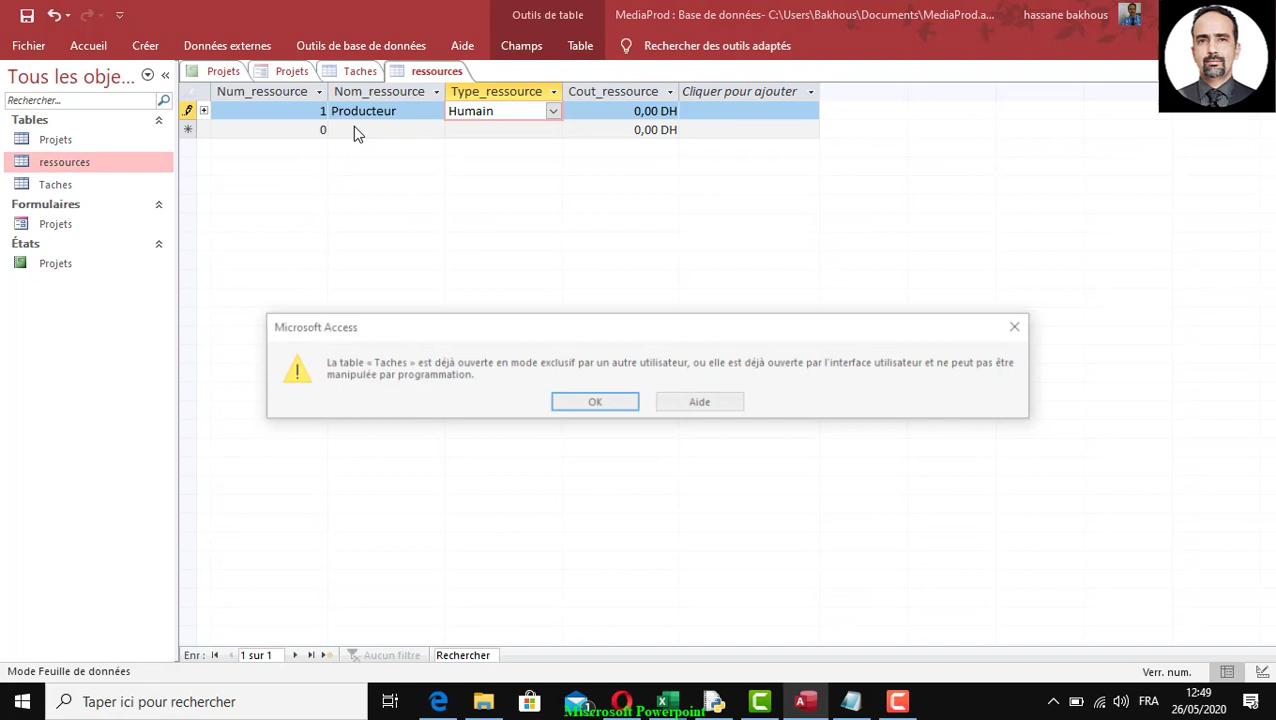 Outils de table
MediaProd : Base de données- C:\Users\Bakhous\Documents\MediaProd.a...
hassane bakhous
Fichier
Accueil
Créer
Données externes
Outils de base de données
Aide
Champs
Table
Rechercher des outils adaptés
Tous les obje...
Rechercher...
Tables
Projets
ressources
Taches
Formulaires
Projets
États
Projets
Projets
Projets
Taches
ressources
Num_ressource
Nom_ressource
Type_ressource
Cout_ressource
Cliquer pour ajouter
1 Producteur Humain 0,00 DH
0 0,00 DH
Microsoft Access
La table « Taches » est déjà ouverte en mode exclusif par un autre utilisateur, ou elle est déjà ouverte par l'interface utilisateur et ne peut pas être
manipulée par programmation.
OK
Aide
Enr :
1 sur 1
Aucun filtre
Rechercher
Mode Feuille de données
Verr. num.
Taper ici pour rechercher
1
Miscrosoft Powerpoint
FRA
12:49
26/05/2020